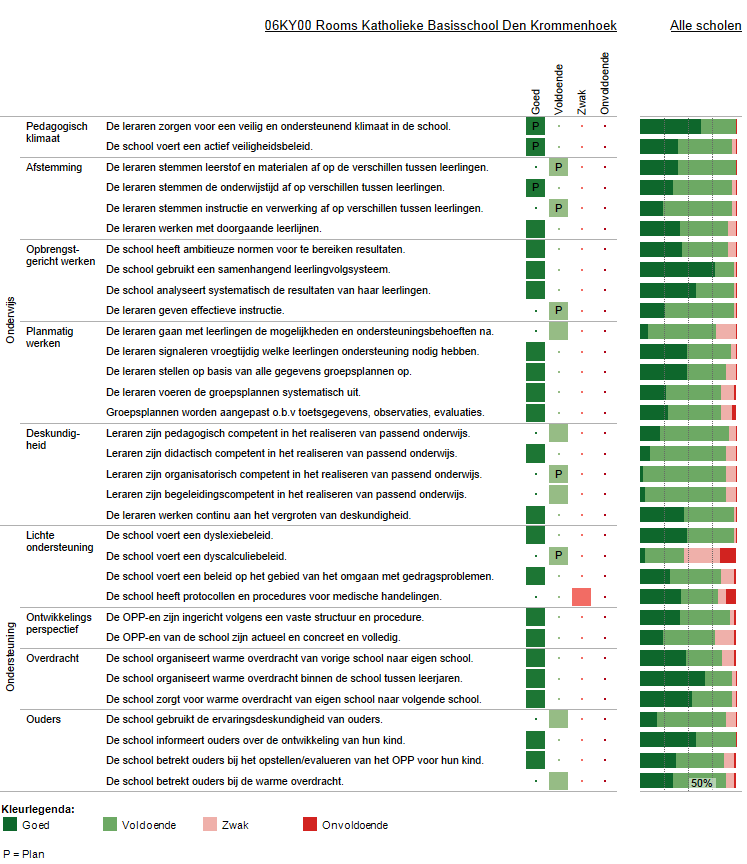 06KY00 Rooms Katholieke Basisschool Den Krommenhoek Alle scholen
Goed Voldoende Zwak Onvoldoende
Onderwijs
Pedagogisch klimaat
De leraren zorgen voor een veilig en ondersteunend klimaat in de school. P
De school voert een actief veiligheidsbeleid. P
Afstemming
De leraren stemmen leerstof en materialen af op de verschillen tussen leerlingen. P
De leraren stemmen de onderwijstijd af op verschillen tussen leerlingen. P
De leraren stemmen instructie en verwerking af op verschillen tussen leerlingen. P
De leraren werken met doorgaande leerlijnen.
Opbrengst-
gericht werken
De school heeft ambitieuze normen voor te bereiken resultaten.
De school gebruikt een samenhangend leerlingvolgsysteem.
De school analyseert systematisch de resultaten van haar leerlingen.
De leraren geven effectieve instructie. P
Planmatig
werken
De leraren gaan met leerlingen de mogelijkheden en ondersteuningsbehoeften na.
De leraren signaleren vroegtijdig welke leerlingen ondersteuning nodig hebben.
De leraren stellen op basis van alle gegevens groepsplannen op.
De leraren voeren de groepsplannen systematisch uit.
Groepsplannen worden aangepast o.b.v toetsgegevens, observaties, evaluaties.
Deskundig-
heid
Leraren zijn pedagogisch competent in het realiseren van passend onderwijs.
Leraren zijn didactisch competent in het realiseren van passend onderwijs.
Leraren zijn organisatorisch competent in het realiseren van passend onderwijs. P
Leraren zijn begeleidingscompetent in het realiseren van passend onderwijs.
De leraren werken continu aan het vergroten van deskundigheid.
Ondersteuning
Lichte
ondersteuning
De school voert een dyslexiebeleid.
De school voert een dyscalculiebeleid. P
De school voert een beleid op het gebied van het omgaan met gedragsproblemen.
De school heeft protocollen en procedures voor medische handelingen.
Ontwikkelings
perspectief
De OPP-en zijn ingericht volgens een vaste structuur en procedure.
De OPP-en van de school zijn actueel en concreet en volledig.
Overdracht
De school organiseert warme overdracht van vorige school naar eigen school.
De school organiseert warme overdracht binnen de school tussen leerjaren.
De school zorgt voor warme overdracht van eigen school naar volgende school.
Ouders
De school gebruikt de ervaringsdeskundigheid van ouders.
De school informeert ouders over de ontwikkeling van hun kind.
De school betrekt ouders bij het opstellen/evalueren van het OPP voor hun kind.
De school betrekt ouders bij de warme overdracht. 50%
Kleurlegenda:
Goed Voldoende Zwak Onvoldoende
P = Plan